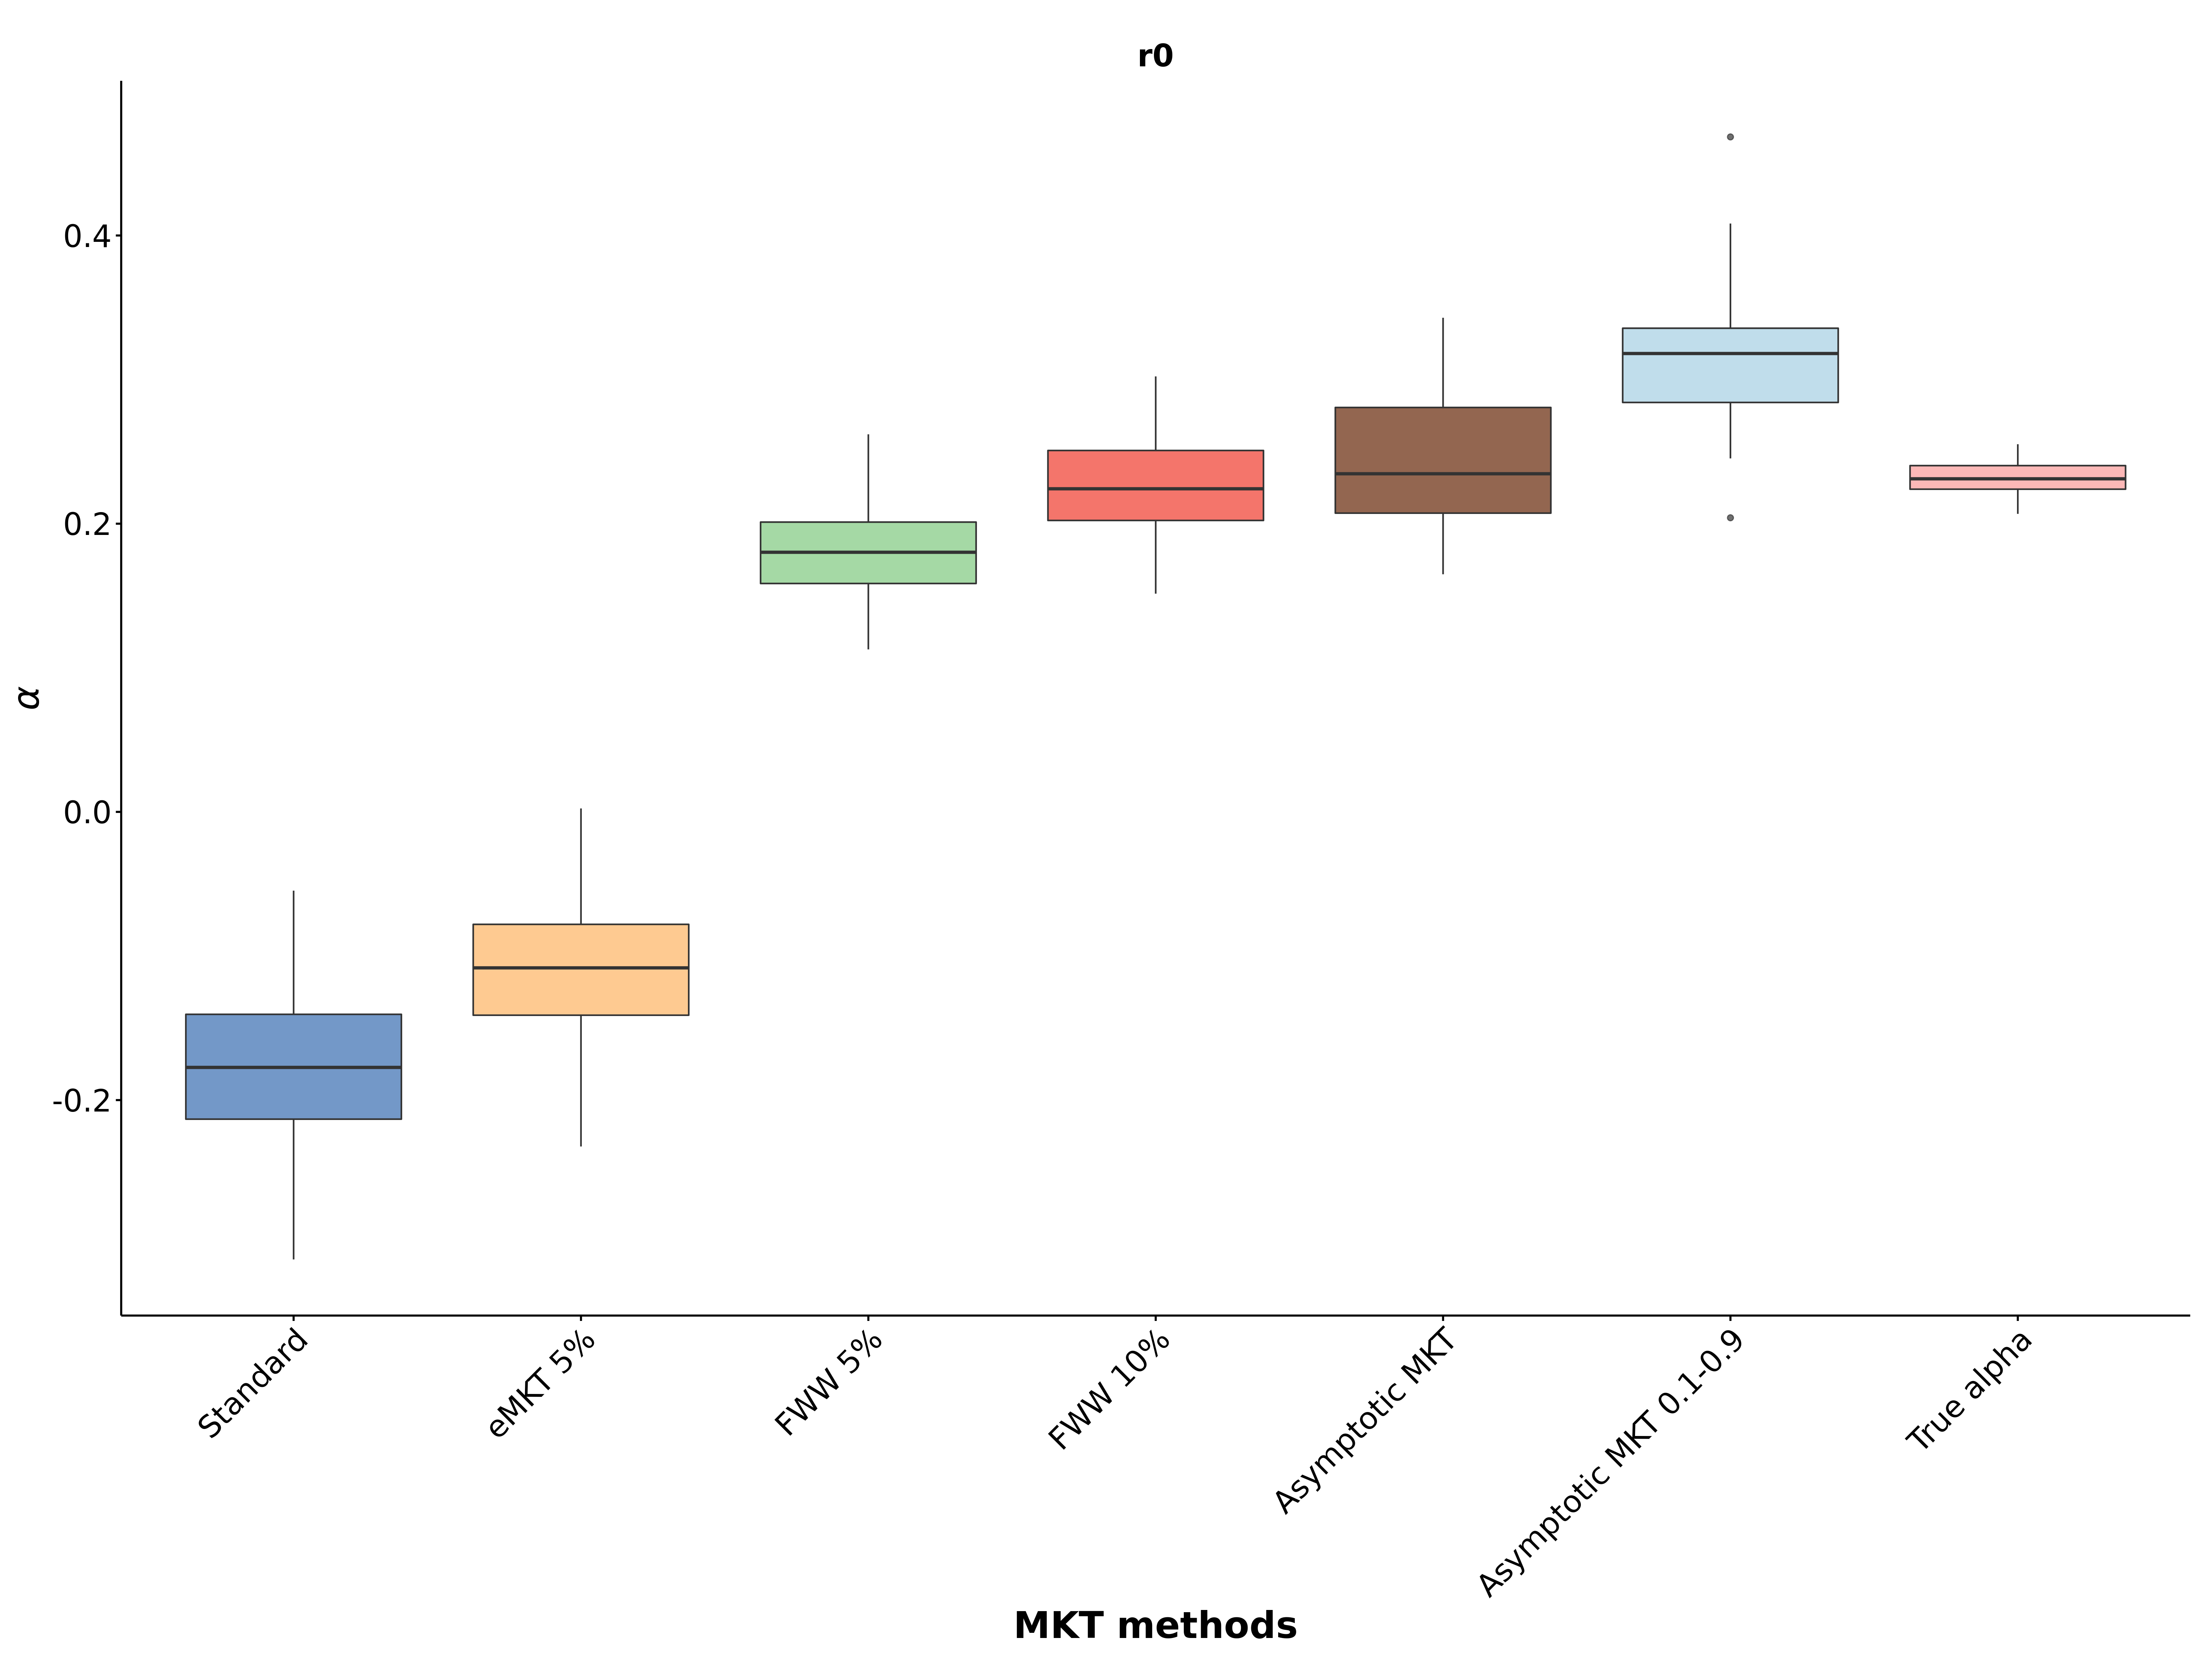 r0
α
0.4
0.2
0.0
-0.2
Standard
eMKT 5%
FWW 5%
FWW 10%
Asymptotic MKT
Asymptotic MKT 0.1-0.9
True alpha
MKT methods